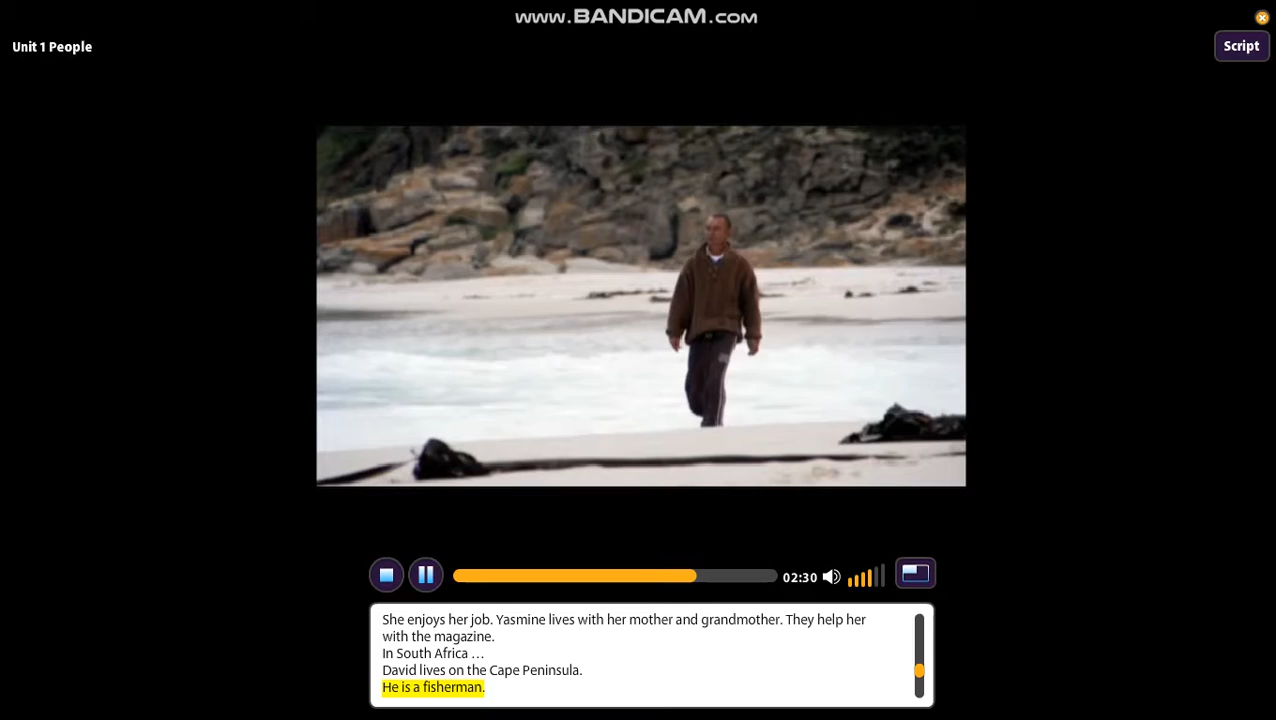 www.BANDICAM.com
Unit 1 People
Script
02:30
She enjoys her job. Yasmine lives with her mother and grandmother. They help her
with the magazine.
In South Africa …
David lives on the Cape Peninsula.
He is a fisherman.